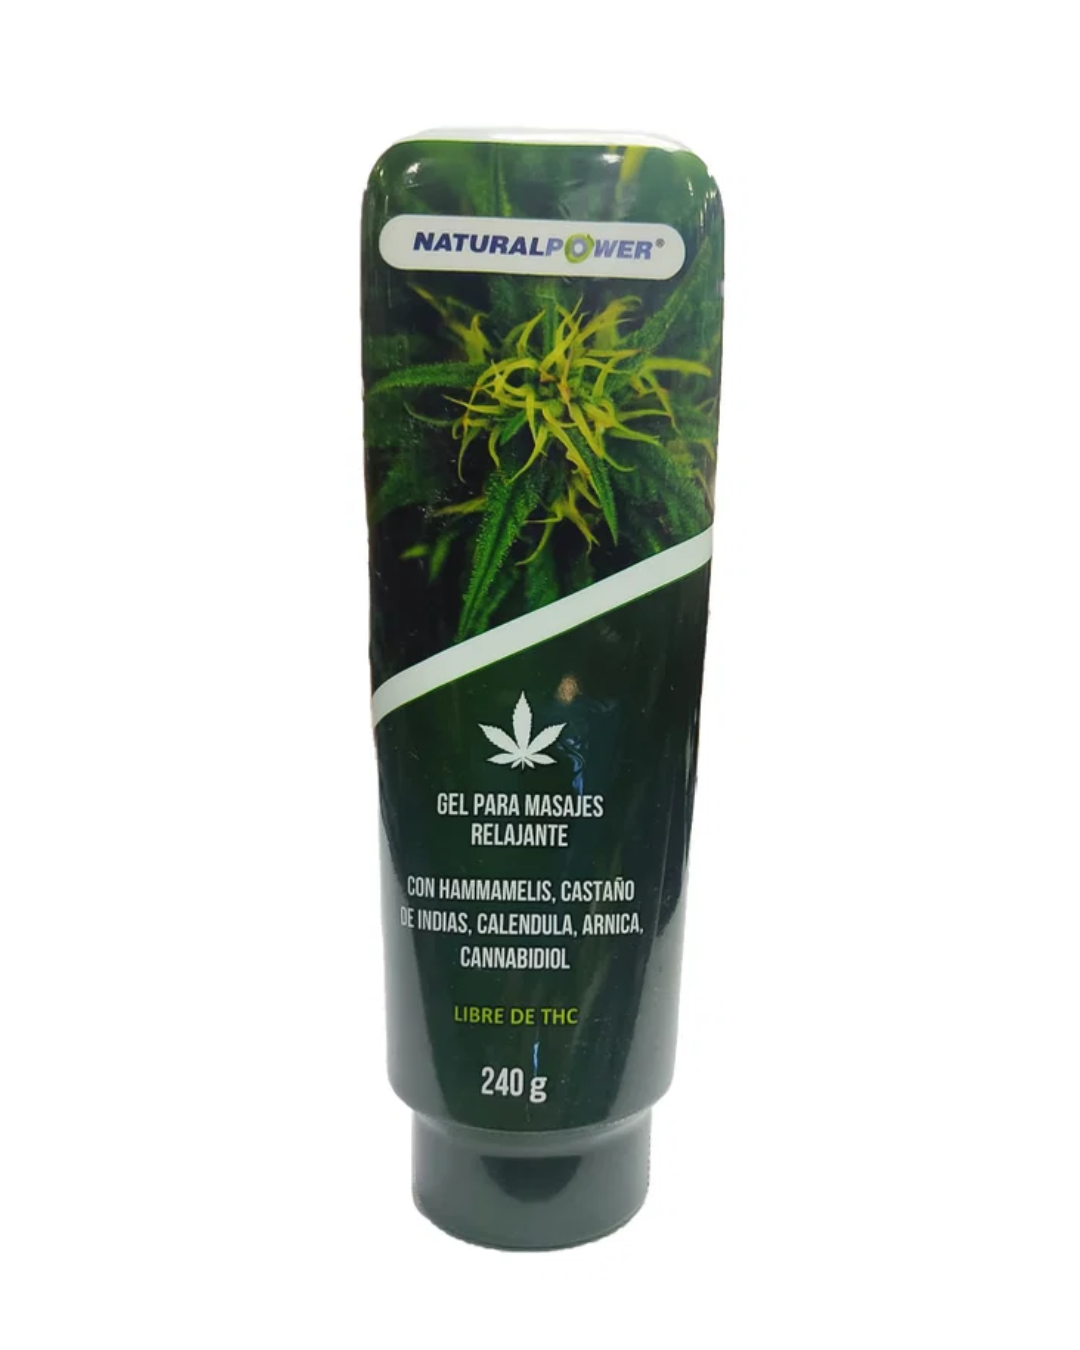 NATURALPOWER®
GEL PARA MASAJES
RELAJANTE
CON HAMMAMELIS, CASTAÑO
DE INDIAS, CALENDULA, ARNICA,
CANNABIDIOL
LIBRE DE THC
240 g